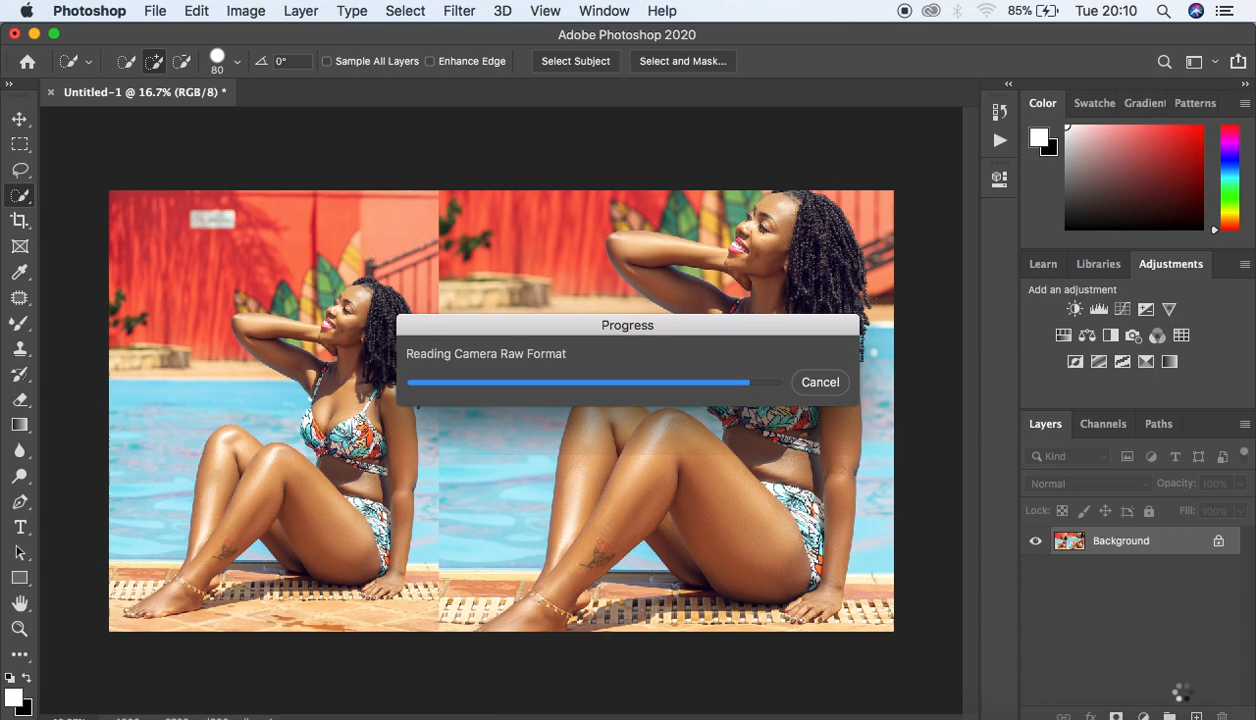 Photoshop File Edit Image Layer Type Select Filter 3D View Window Help 85% Tue 20:10
Adobe Photoshop 2020
80 0° Sample All Layers Enhance Edge Select Subject Select and Mask...
× Untitled-1 @ 16.7% (RGB/8) *
Color Swatche Gradient Patterns
Learn Libraries Adjustments
Add an adjustment
Progress
Reading Camera Raw Format
Cancel
Layers Channels Paths
Kind
Normal Opacity: 100%
Lock: Fill: 100%
Background